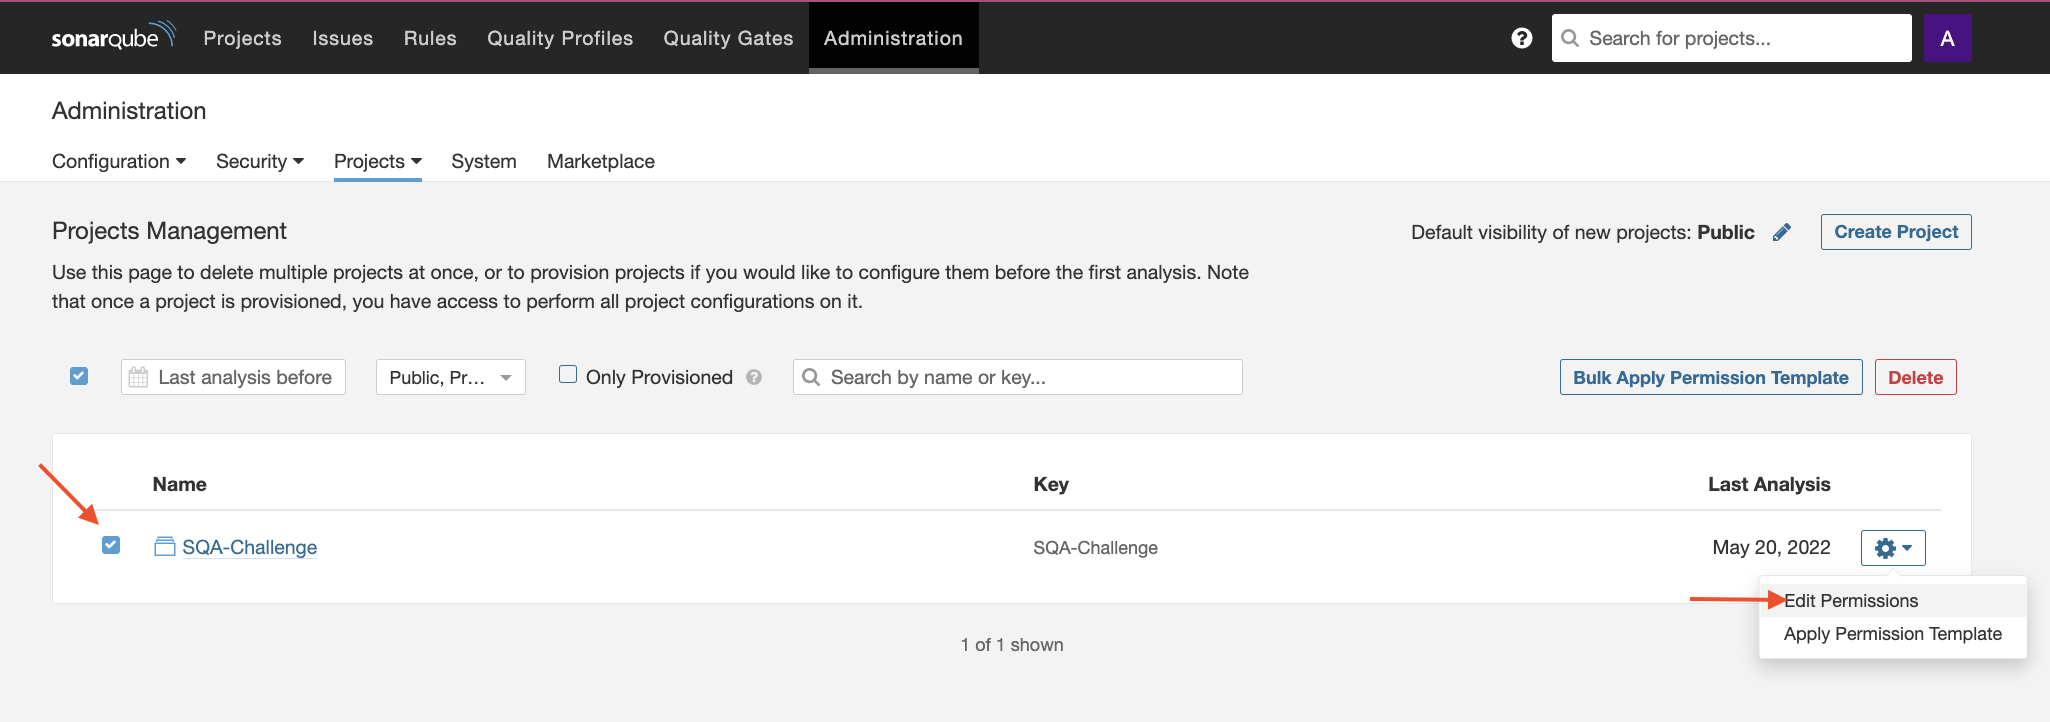 sonarqube Projects Issues Rules Quality Profiles Quality Gates Administration ? Search for projects... A
Administration
Configuration Security Projects System Marketplace
Projects Management
Default visibility of new projects: Public Create Project
Use this page to delete multiple projects at once, or to provision projects if you would like to configure them before the first analysis. Note
that once a project is provisioned, you have access to perform all project configurations on it.
Last analysis before Public, Pr... Only Provisioned ? Search by name or key... Bulk Apply Permission Template Delete
Name Key Last Analysis
SQA-Challenge SQA-Challenge May 20, 2022
Edit Permissions
Apply Permission Template
1 of 1 shown